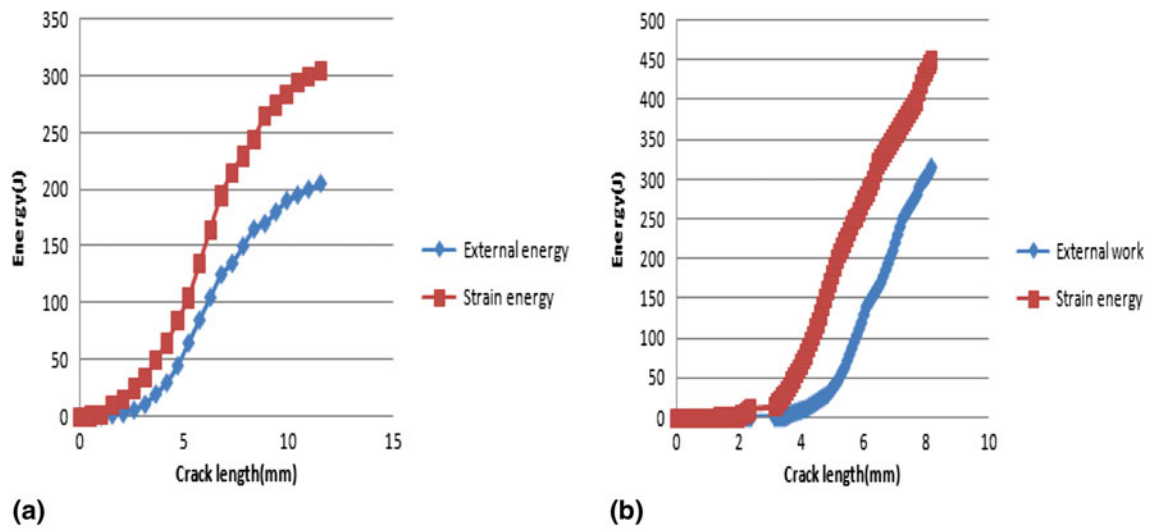 350
300
250
200
150
100
50
0
0 5 10 15
Energy(J)
Crack length(mm)
External energy
Strain energy
(a)
500
450
400
350
300
250
200
150
100
50
0
0 2 4 6 8 10
Energy(J)
Crack length(mm)
External work
Strain energy
(b)